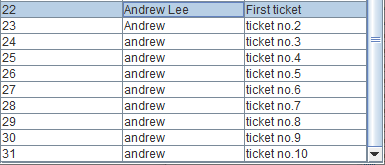 22 Andrew Lee First ticket
23 Andrew ticket no.2
24 andrew ticket no.3
25 andrew ticket no.4
26 andrew ticket no.5
27 andrew ticket no.6
28 andrew ticket no.7
29 andrew ticket no.8
30 andrew ticket no.9
31 andrew ticket no.10